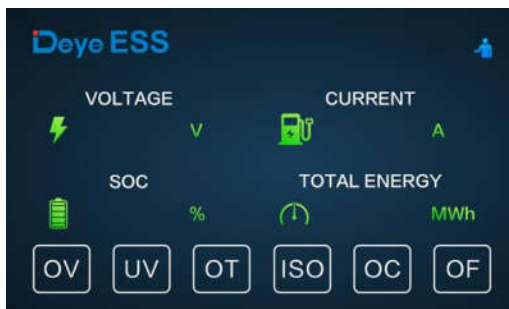 Deye ESS
VOLTAGE
V
CURRENT
A
SOC
%
TOTAL ENERGY
MWh
OV UV OT ISO OC OF